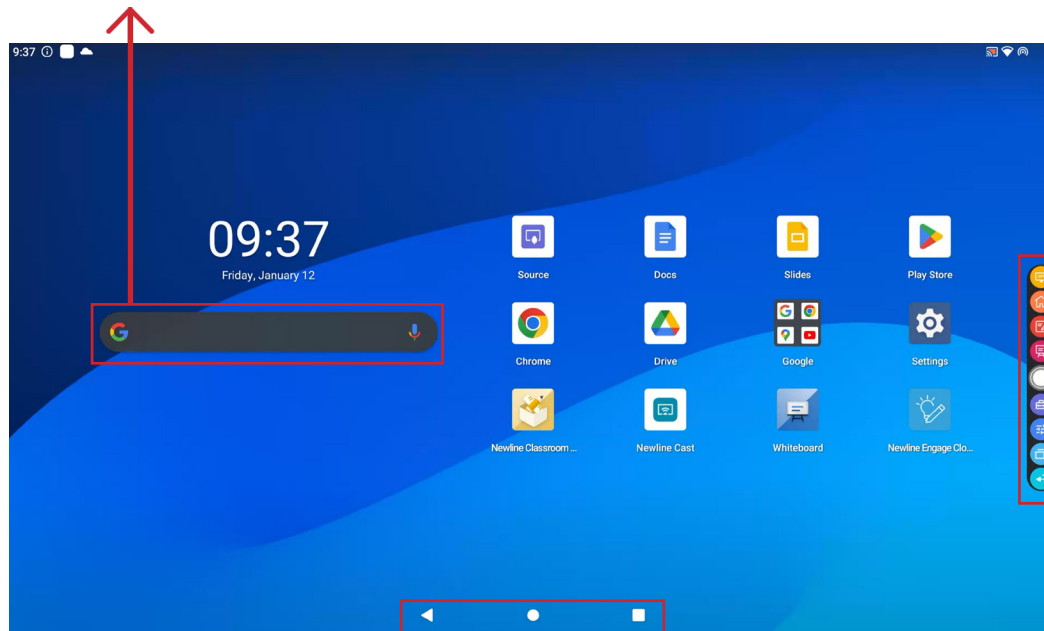 9:37
09:37
Friday, January 12
Source
Docs
Slides
Play Store
Chrome
Drive
Google
Settings
Newline Classroom ...
Newline Cast
Whiteboard
Newline Engage Clo...